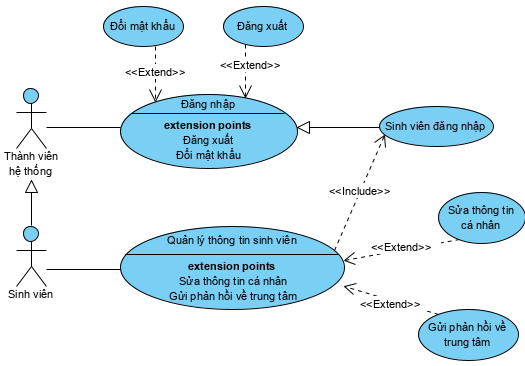 Đổi mật khẩu
Đăng xuất
<<Extend>>
<<Extend>>
Đăng nhập
extension points
Đăng xuất
Đổi mật khẩu
Sinh viên đăng nhập
Thành viên
hệ thống
<<Include>>
Sửa thông tin
cá nhân
Quản lý thông tin sinh viên
extension points
Sửa thông tin cá nhân
Gửi phản hồi về trung tâm
<<Extend>>
Sinh viên
<<Extend>>
Gửi phản hồi về
trung tâm